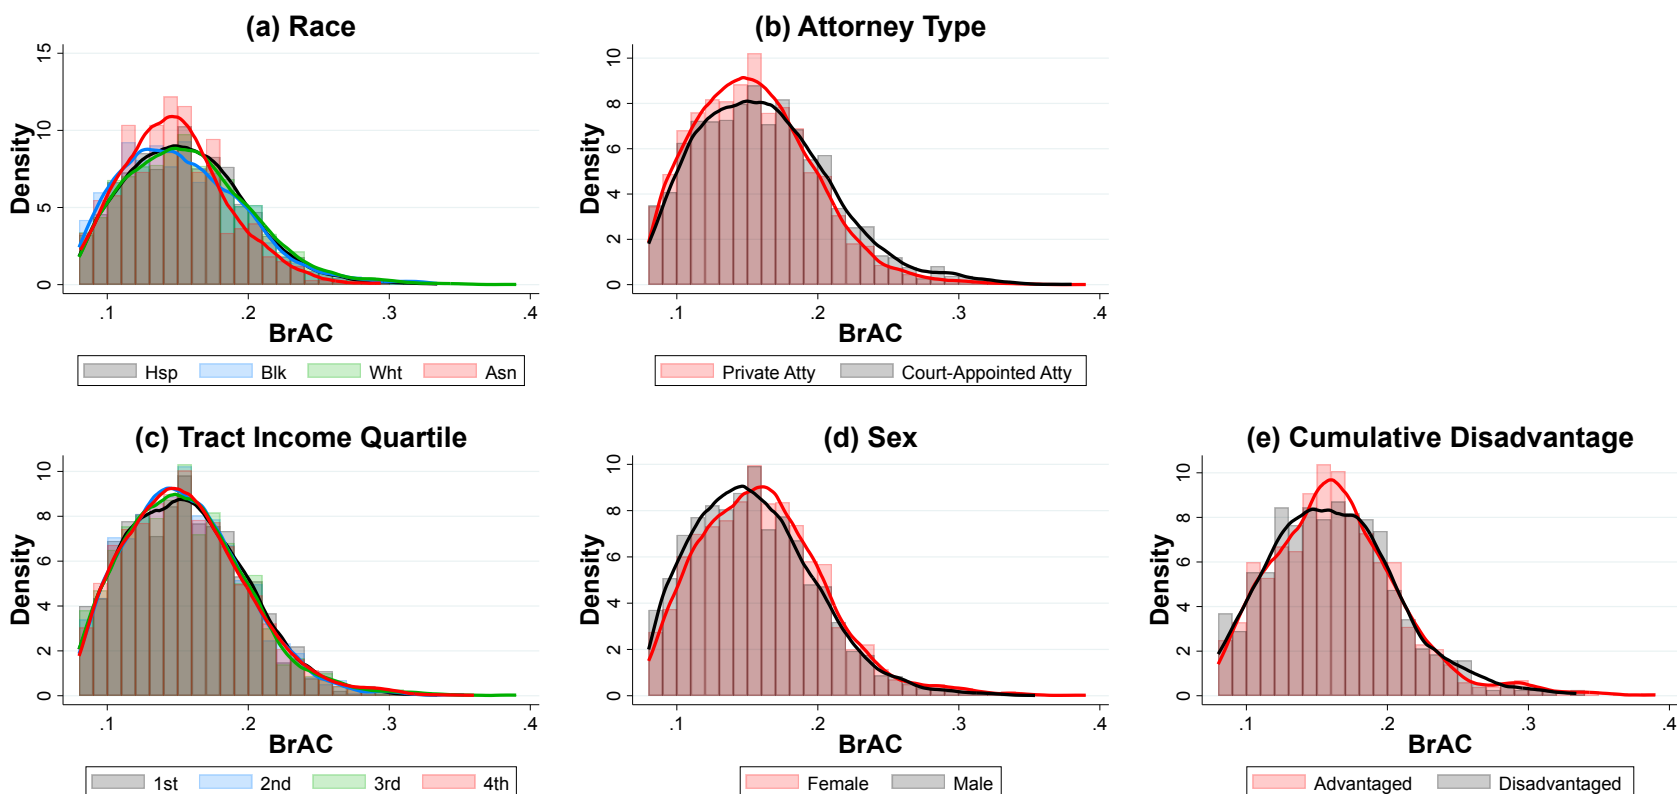 (a) Race
Density
0
5
10
15
.1
.2
.3
.4
BrAC
Hsp
Blk
Wht
Asn
(b) Attorney Type
Density
0
2
4
6
8
10
.1
.2
.3
.4
BrAC
Private Atty
Court-Appointed Atty
(c) Tract Income Quartile
Density
0
2
4
6
8
10
.1
.2
.3
.4
BrAC
1st
2nd
3rd
4th
(d) Sex
Density
0
2
4
6
8
10
.1
.2
.3
.4
BrAC
Female
Male
(e) Cumulative Disadvantage
Density
0
2
4
6
8
10
.1
.2
.3
.4
BrAC
Advantaged
Disadvantaged